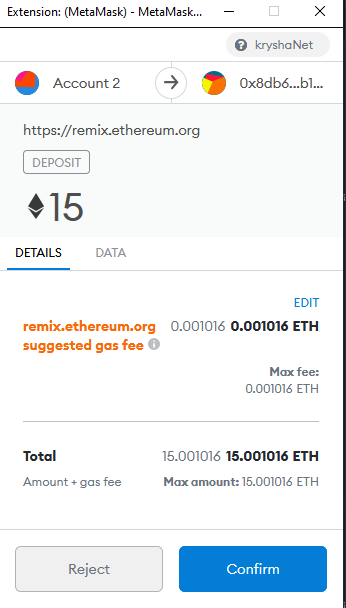 Extension: (MetaMask) - MetaMask...
kryshaNet
Account 2
0x8db6...b1...
https://remix.ethereum.org
DEPOSIT
15
DETAILS DATA
EDIT
remix.ethereum.org 0.001016 0.001016 ETH
suggested gas fee
Max fee:
0.001016 ETH
Total 15.001016 15.001016 ETH
Amount + gas fee Max amount: 15.001016 ETH
Reject Confirm